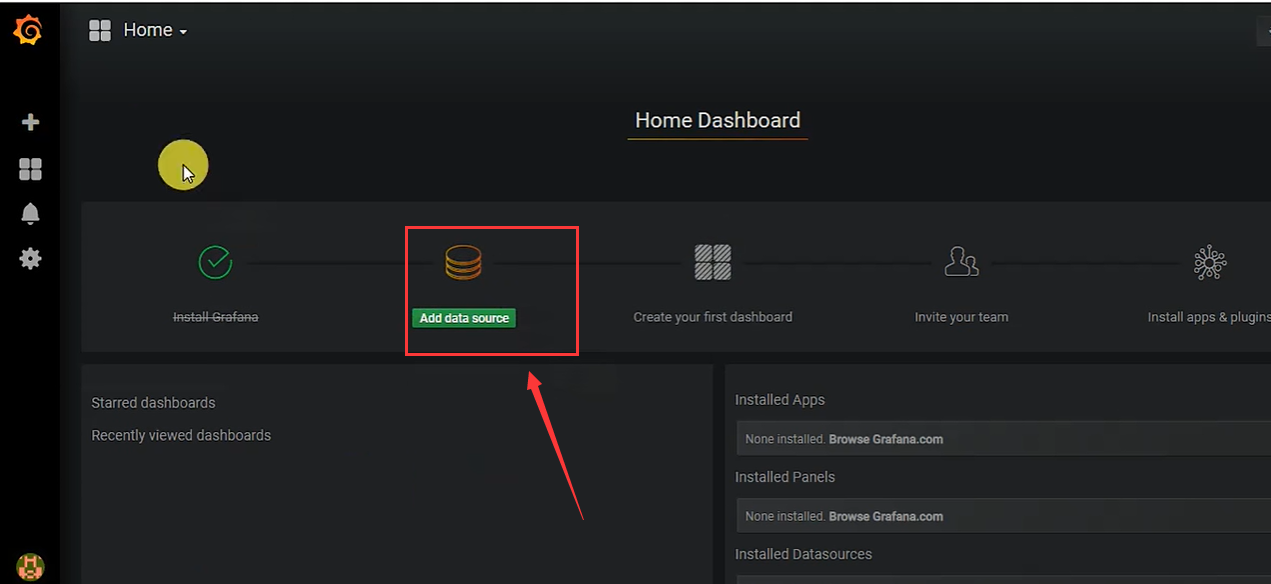 Home
Home Dashboard
Install Grafana
Add data source
Create your first dashboard
Invite your team
Install apps & plugins
Starred dashboards
Recently viewed dashboards
Installed Apps
None installed. Browse Grafana.com
Installed Panels
None installed. Browse Grafana.com
Installed Datasources